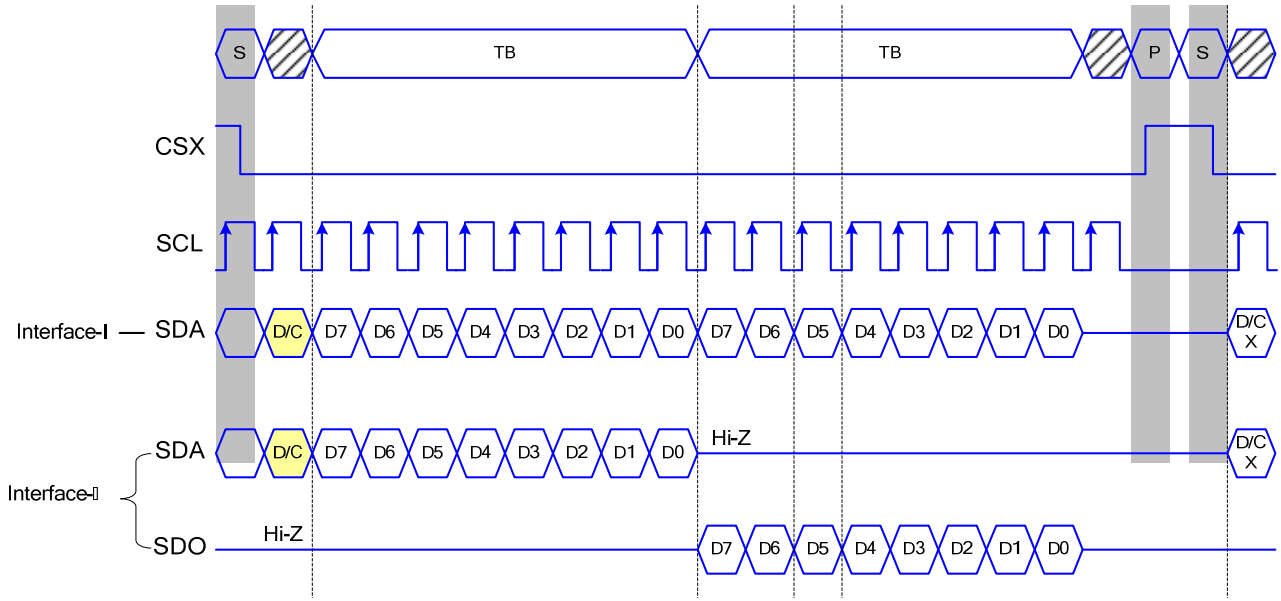 S TB TB P S
CSX
SCL
Interface-I SDA D/C D7 D6 D5 D4 D3 D2 D1 D0 D7 D6 D5 D4 D3 D2 D1 D0 D/C X
SDA D/C D7 D6 D5 D4 D3 D2 D1 D0 Hi-Z D/C X
Interface-▯
SDO Hi-Z D7 D6 D5 D4 D3 D2 D1 D0